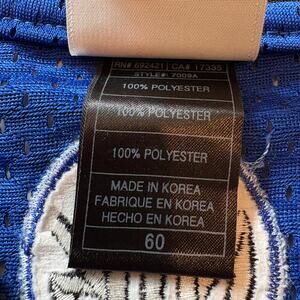 RN# 692421 CA# 17335
STYLE#: 7009A
100% POLYESTER
100% POLYESTER
100% POLYESTER
MADE IN KOREA
FABRIQUE EN KOREA
HECHO EN KOREA
60